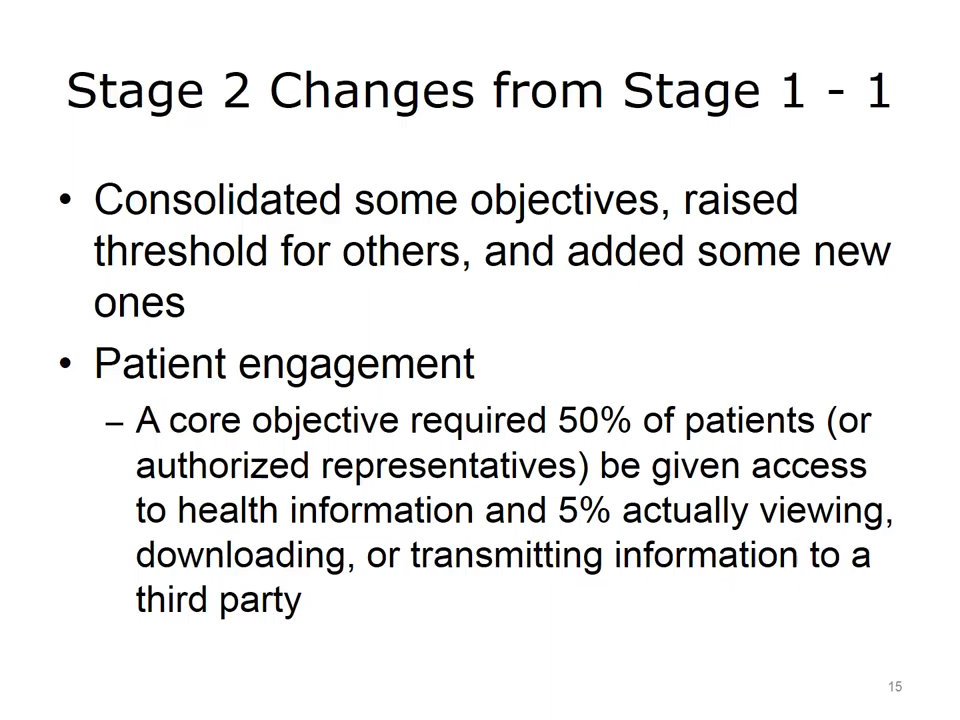 Stage 2 Changes from Stage 1 - 1
• Consolidated some objectives, raised
threshold for others, and added some new
ones
• Patient engagement
– A core objective required 50% of patients (or
authorized representatives) be given access
to health information and 5% actually viewing,
downloading, or transmitting information to a
third party
15